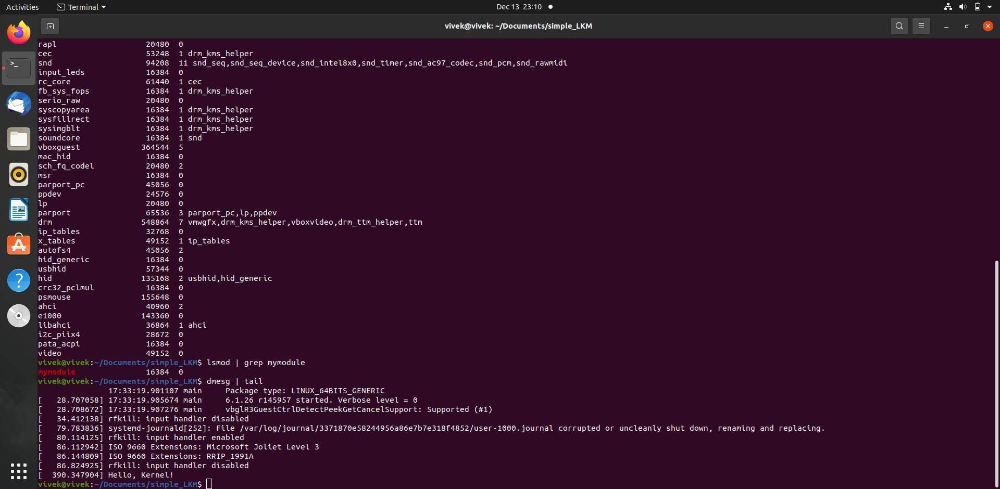 Activities Terminal Dec 13 23:10
vivek@vivek: ~/Documents/simple_LKM
rapl 20480 0
cec 53248 1 drm_kms_helper
snd 94208 11 snd_seq,snd_seq_device,snd_intel8x0,snd_timer,snd_ac97_codec,snd_pcm,snd_rawmidi
input_leds 16384 0
rc_core 61440 1 cec
fb_sys_fops 16384 1 drm_kms_helper
serio_raw 20480 0
syscopyarea 16384 1 drm_kms_helper
sysfillrect 16384 1 drm_kms_helper
sysimgblt 16384 1 drm_kms_helper
soundcore 16384 1 snd
vboxguest 364544 5
mac_hid 16384 0
sch_fq_codel 20480 2
msr 16384 0
parport_pc 45056 0
ppdev 24576 0
lp 20480 0
parport 65536 3 parport_pc,lp,ppdev
drm 548864 7 vmwgfx,drm_kms_helper,vboxvideo,drm_ttm_helper,ttm
ip_tables 32768 0
x_tables 49152 1 ip_tables
autofs4 45056 2
hid_generic 16384 0
usbhid 57344 0
hid 135168 2 usbhid,hid_generic
crc32_pclmul 16384 0
psmouse 155648 0
ahci 40960 2
e1000 143360 0
libahci 36864 1 ahci
i2c_piix4 28672 0
pata_acpi 16384 0
video 49152 0
vivek@vivek:~/Documents/simple_LKM$ lsmod | grep mymodule
mymodule 16384 0
vivek@vivek:~/Documents/simple_LKM$ dmesg | tail
17:33:19.901107 main Package type: LINUX_64BITS_GENERIC
[ 28.707058] 17:33:19.905674 main 6.1.26 r145957 started. Verbose level = 0
[ 28.708672] 17:33:19.907276 main vbglR3GuestCtrlDetectPeekGetCancelSupport: Supported (#1)
[ 34.412138] rfkill: input handler disabled
[ 79.783836] systemd-journald[252]: File /var/log/journal/3371870e58244956a86e7b7e318f4852/user-1000.journal corrupted or uncleanly shut down, renaming and replacing.
[ 80.114125] rfkill: input handler enabled
[ 86.112942] ISO 9660 Extensions: Microsoft Joliet Level 3
[ 86.144809] ISO 9660 Extensions: RRIP_1991A
[ 86.824925] rfkill: input handler disabled
[ 390.347904] Hello, Kernel!
vivek@vivek:~/Documents/simple_LKM$